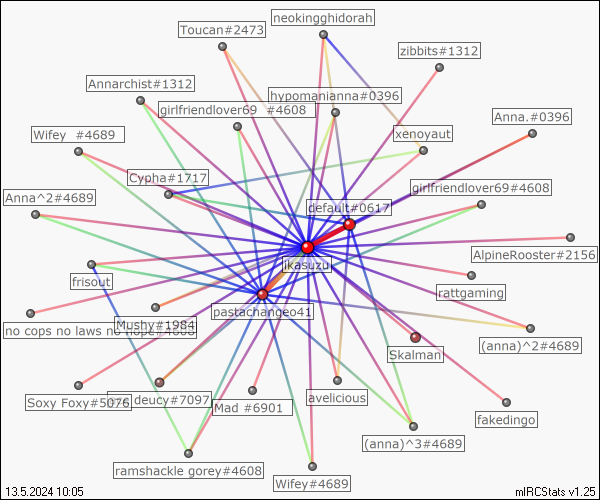 neokingghidorah
Toucan#2473
zibbits#1312
Annarchist#1312
hypomanianna#0396
girlfriendlover69 #4608
Anna.#0396
Wifey #4689
xenoyaut
Cypha#1717
girlfriendlover69#4608
Anna^2#4689
default#0617
AlpineRooster#2156
ikasuzu
frisout
rattgaming
pastachangeo41
no cops no laws no nope#4608
Mushy#1984
(anna)^2#4689
Skalman
deucy#7097
Soxy Foxy#5076
Mad #6901
avelicious
fakedingo
(anna)^3#4689
ramshackle gorey#4608
Wifey#4689
13.5.2024 10:05
mIRCStats v1.25